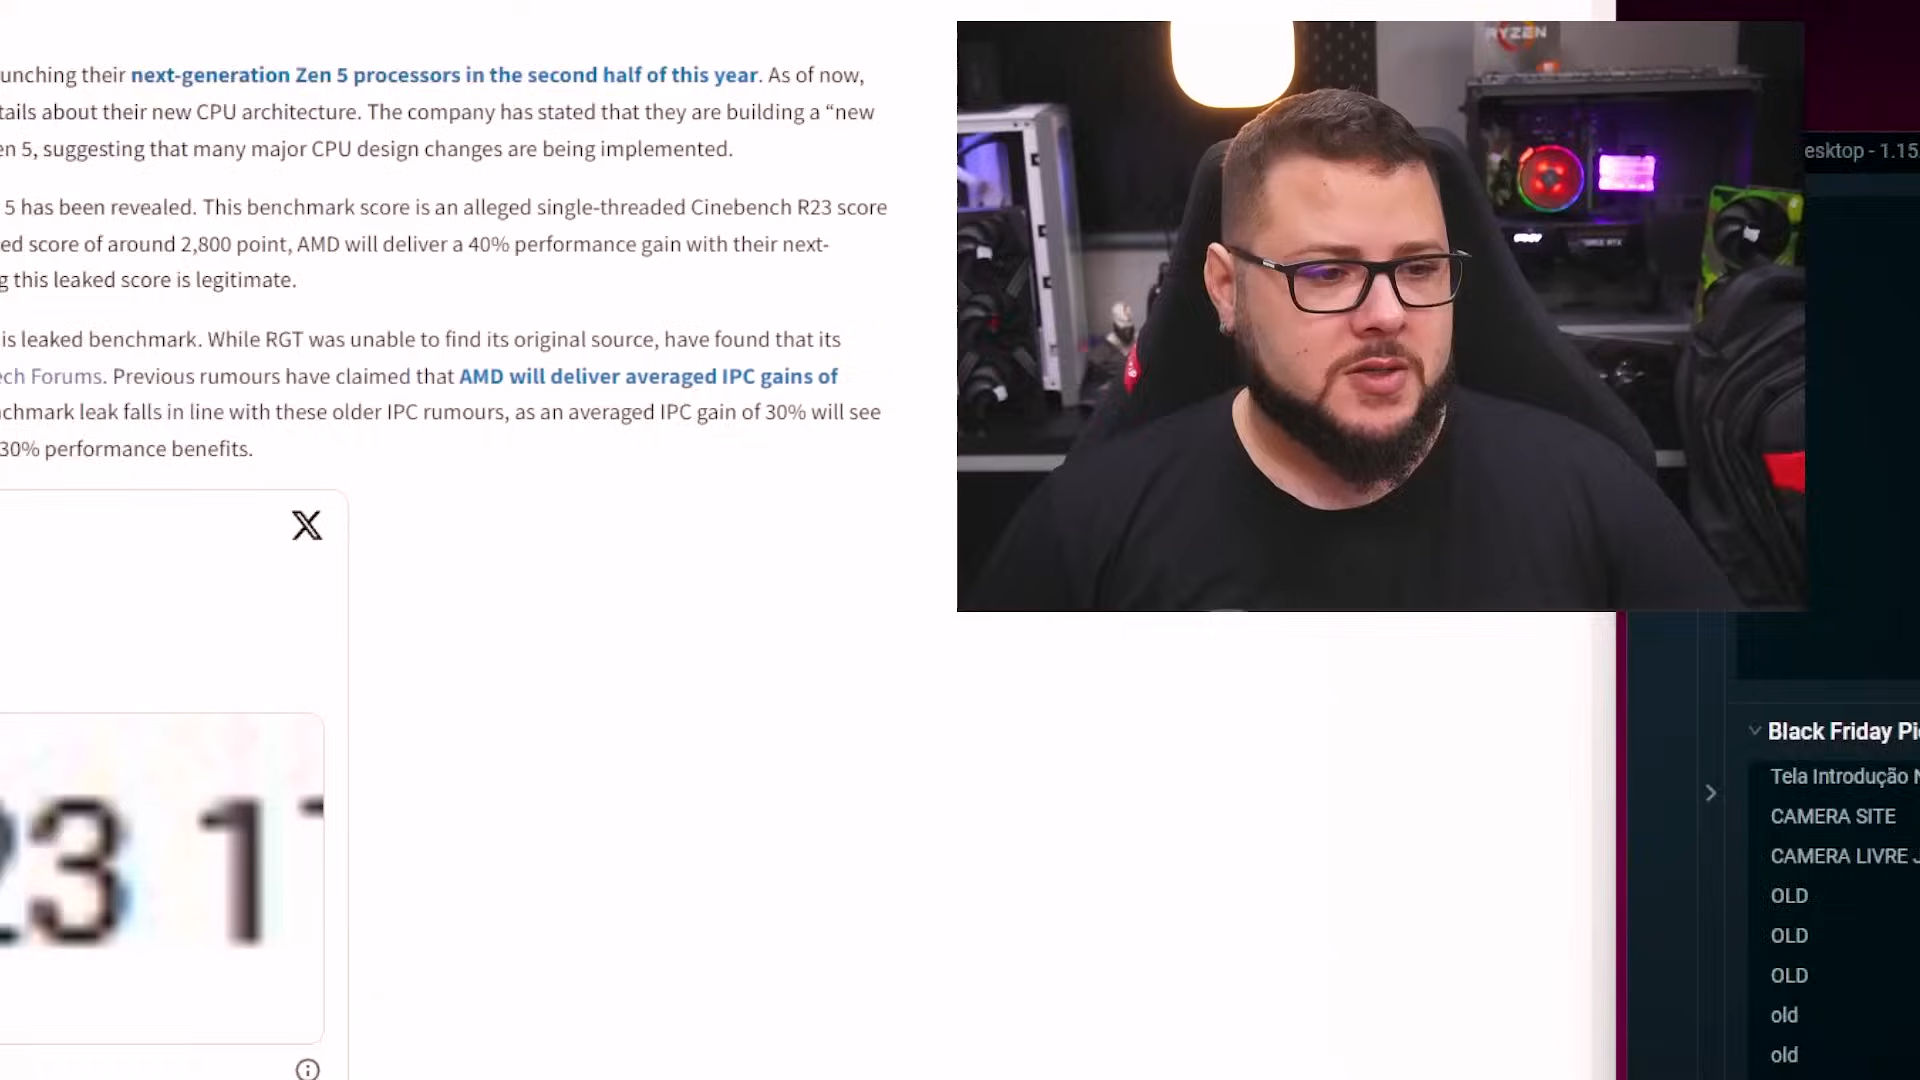 unching their next-generation Zen 5 processors in the second half of this year. As of now,
tails about their new CPU architecture. The company has stated that they are building a “new
en 5, suggesting that many major CPU design changes are being implemented.
5 has been revealed. This benchmark score is an alleged single-threaded Cinebench R23 score
ed score of around 2,800 point, AMD will deliver a 40% performance gain with their next-
g this leaked score is legitimate.
is leaked benchmark. While RGT was unable to find its original source, have found that its
ech Forums. Previous rumours have claimed that AMD will deliver averaged IPC gains of
chmark leak falls in line with these older IPC rumours, as an averaged IPC gain of 30% will see
30% performance benefits.
23 1
RYZEN
esktop - 1.15.
Black Friday Pi
Tela Introdução N
CAMERA SITE
CAMERA LIVRE J
OLD
OLD
OLD
old
old